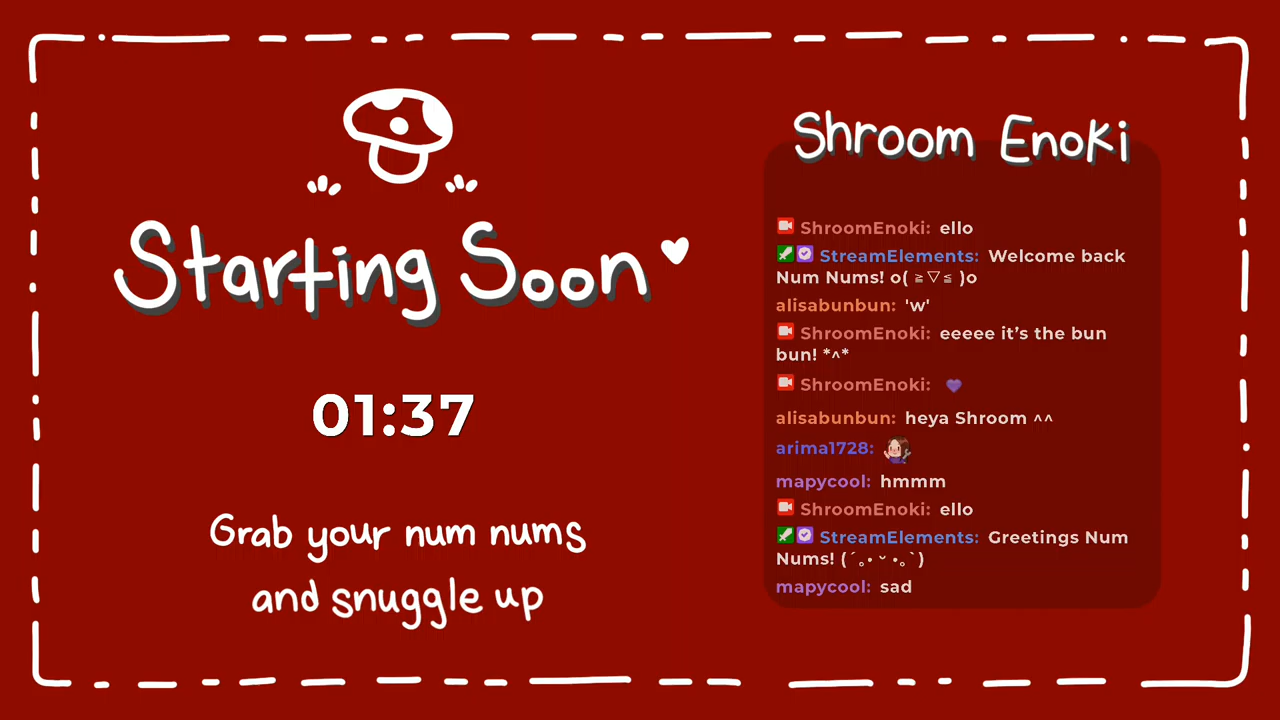 Starting Soon
01:37
Grab your num nums
and snuggle up
Shroom Enoki
ShroomEnoki: ello
StreamElements: Welcome back
Num Nums! o( ≧▽≦ )o
alisabunbun: 'w'
ShroomEnoki: eeeee it’s the bun
bun! *^*
ShroomEnoki: 
alisabunbun: heya Shroom ^^
arima1728:
mapycool: hmmm
ShroomEnoki: ello
StreamElements: Greetings Num
Nums! (´｡• ᵕ •｡`)
mapycool: sad